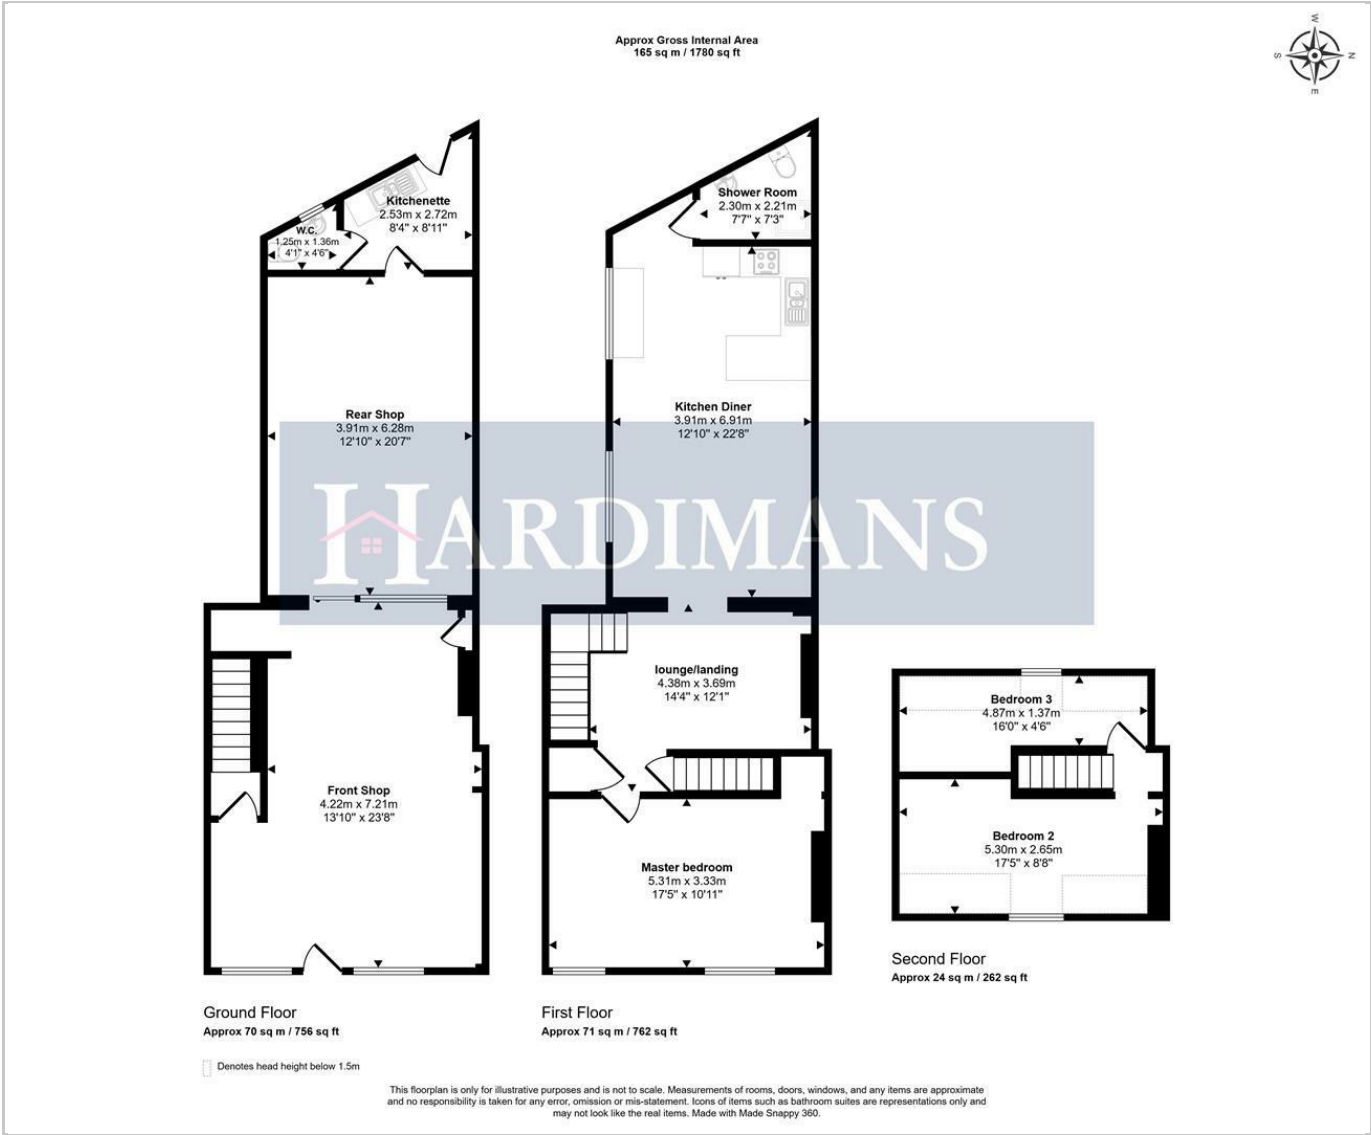 Approx Gross Internal Area
165 sq m / 1780 sq ft
W
S
N
E
Kitchenette
2.53m x 2.72m
8'4" x 8'11"
W.C.
1.25m x 1.36m
4'1" x 4'6"
Rear Shop
3.91m x 6.28m
12'10" x 20'7"
Front Shop
4.22m x 7.21m
13'10" x 23'8"
Ground Floor
Approx 70 sq m / 756 sq ft
Shower Room
2.30m x 2.21m
7'7" x 7'3"
Kitchen Diner
3.91m x 6.91m
12'10" x 22'8"
HARDIMANS
lounge/landing
4.38m x 3.69m
14'4" x 12'1"
Master bedroom
5.31m x 3.33m
17'5" x 10'11"
First Floor
Approx 71 sq m / 762 sq ft
Bedroom 3
4.87m x 1.37m
16'0" x 4'6"
Bedroom 2
5.30m x 2.65m
17'5" x 8'8"
Second Floor
Approx 24 sq m / 262 sq ft
Denotes head height below 1.5m
This floorplan is only for illustrative purposes and is not to scale. Measurements of rooms, doors, windows, and any items are approximate
and no responsibility is taken for any error, omission or mis-statement. Icons of items such as bathroom suites are representations only and
may not look like the real items. Made with Made Snappy 360.